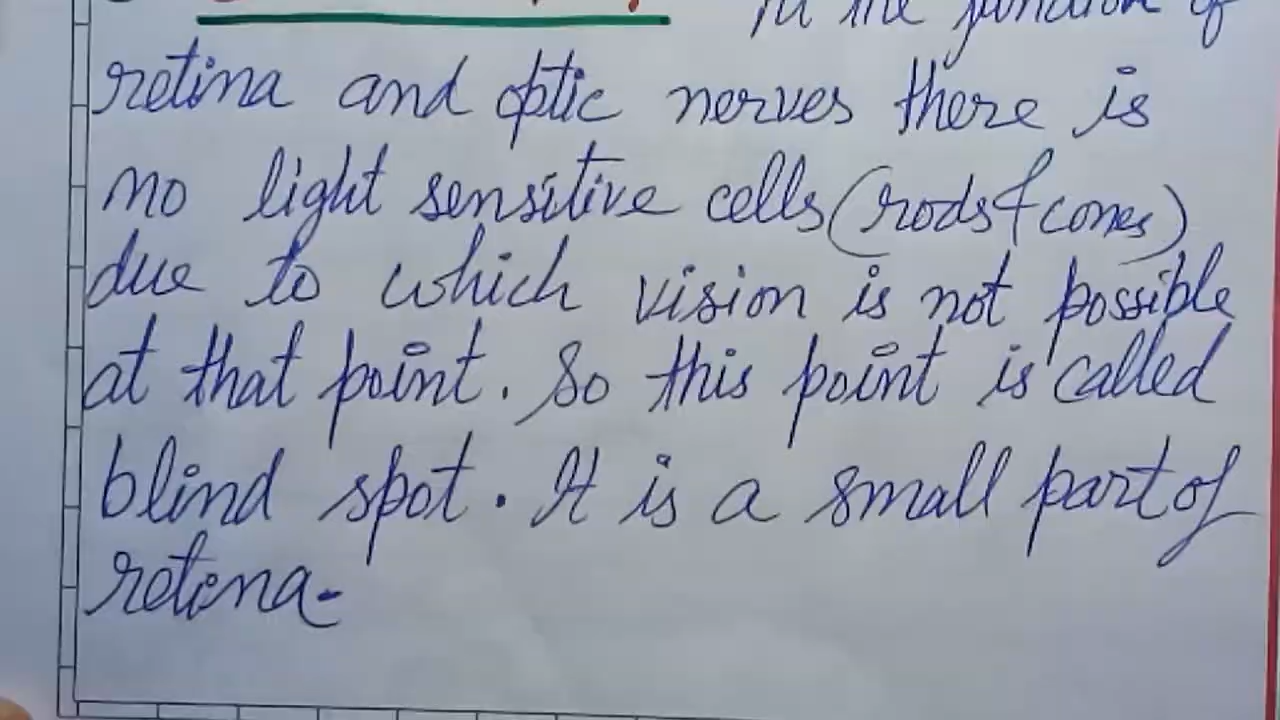 In the junction of
retina and optic nerves there is
no light sensitive cells (rods & cones)
due to which vision is not possible
at that point. So this point is called
blind spot. It is a small part of
retina.